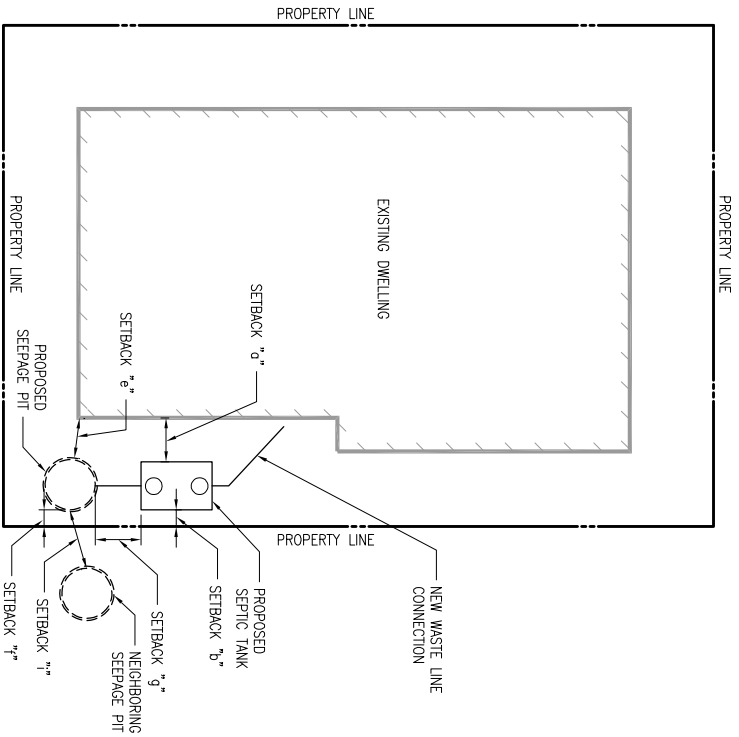 PROPERTY LINE
PROPERTY LINE
EXISTING DWELLING
SETBACK "a"
SETBACK "e"
PROPERTY LINE
PROPOSED
SEEPAGE PIT
PROPERTY LINE
NEW WASTE LINE
CONNECTION
PROPOSED
SEPTIC TANK
SETBACK "b"
SETBACK "g"
NEIGHBORING
SEEPAGE PIT
SETBACK "i"
SETBACK "f"